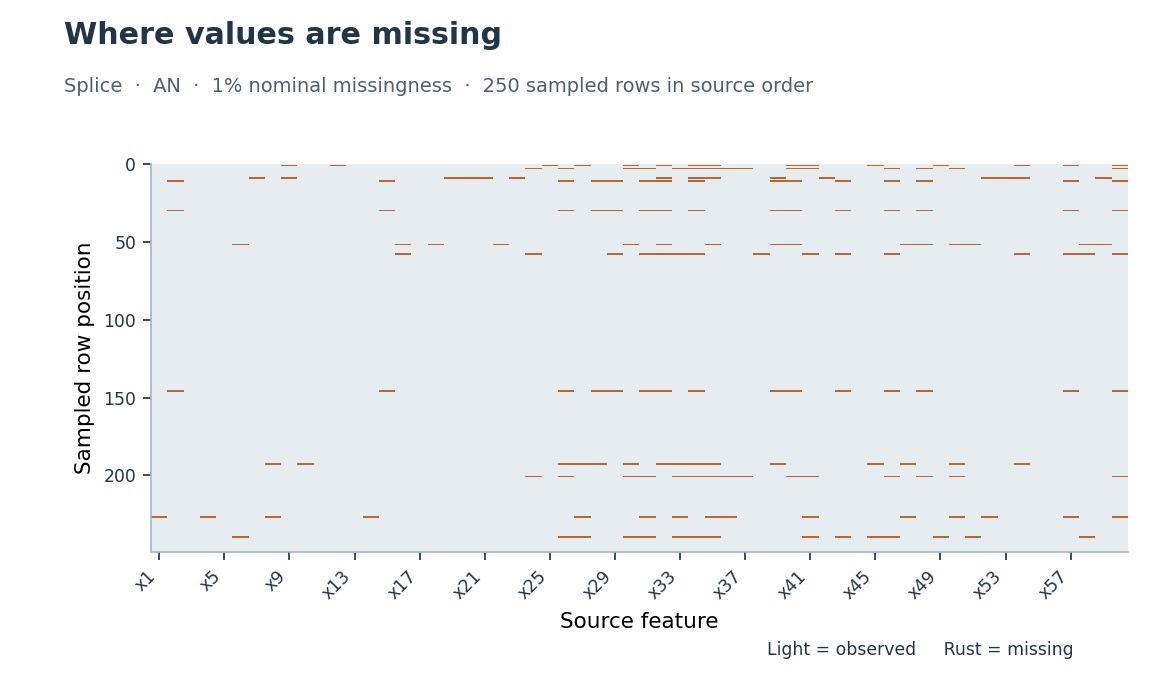 Where values are missing
Splice · AN · 1% nominal missingness · 250 sampled rows in source order
Sampled row position
0
50
100
150
200
x1 x5 x9 x13 x17 x21 x25 x29 x33 x37 x41 x45 x49 x53 x57
Source feature
Light = observed Rust = missing